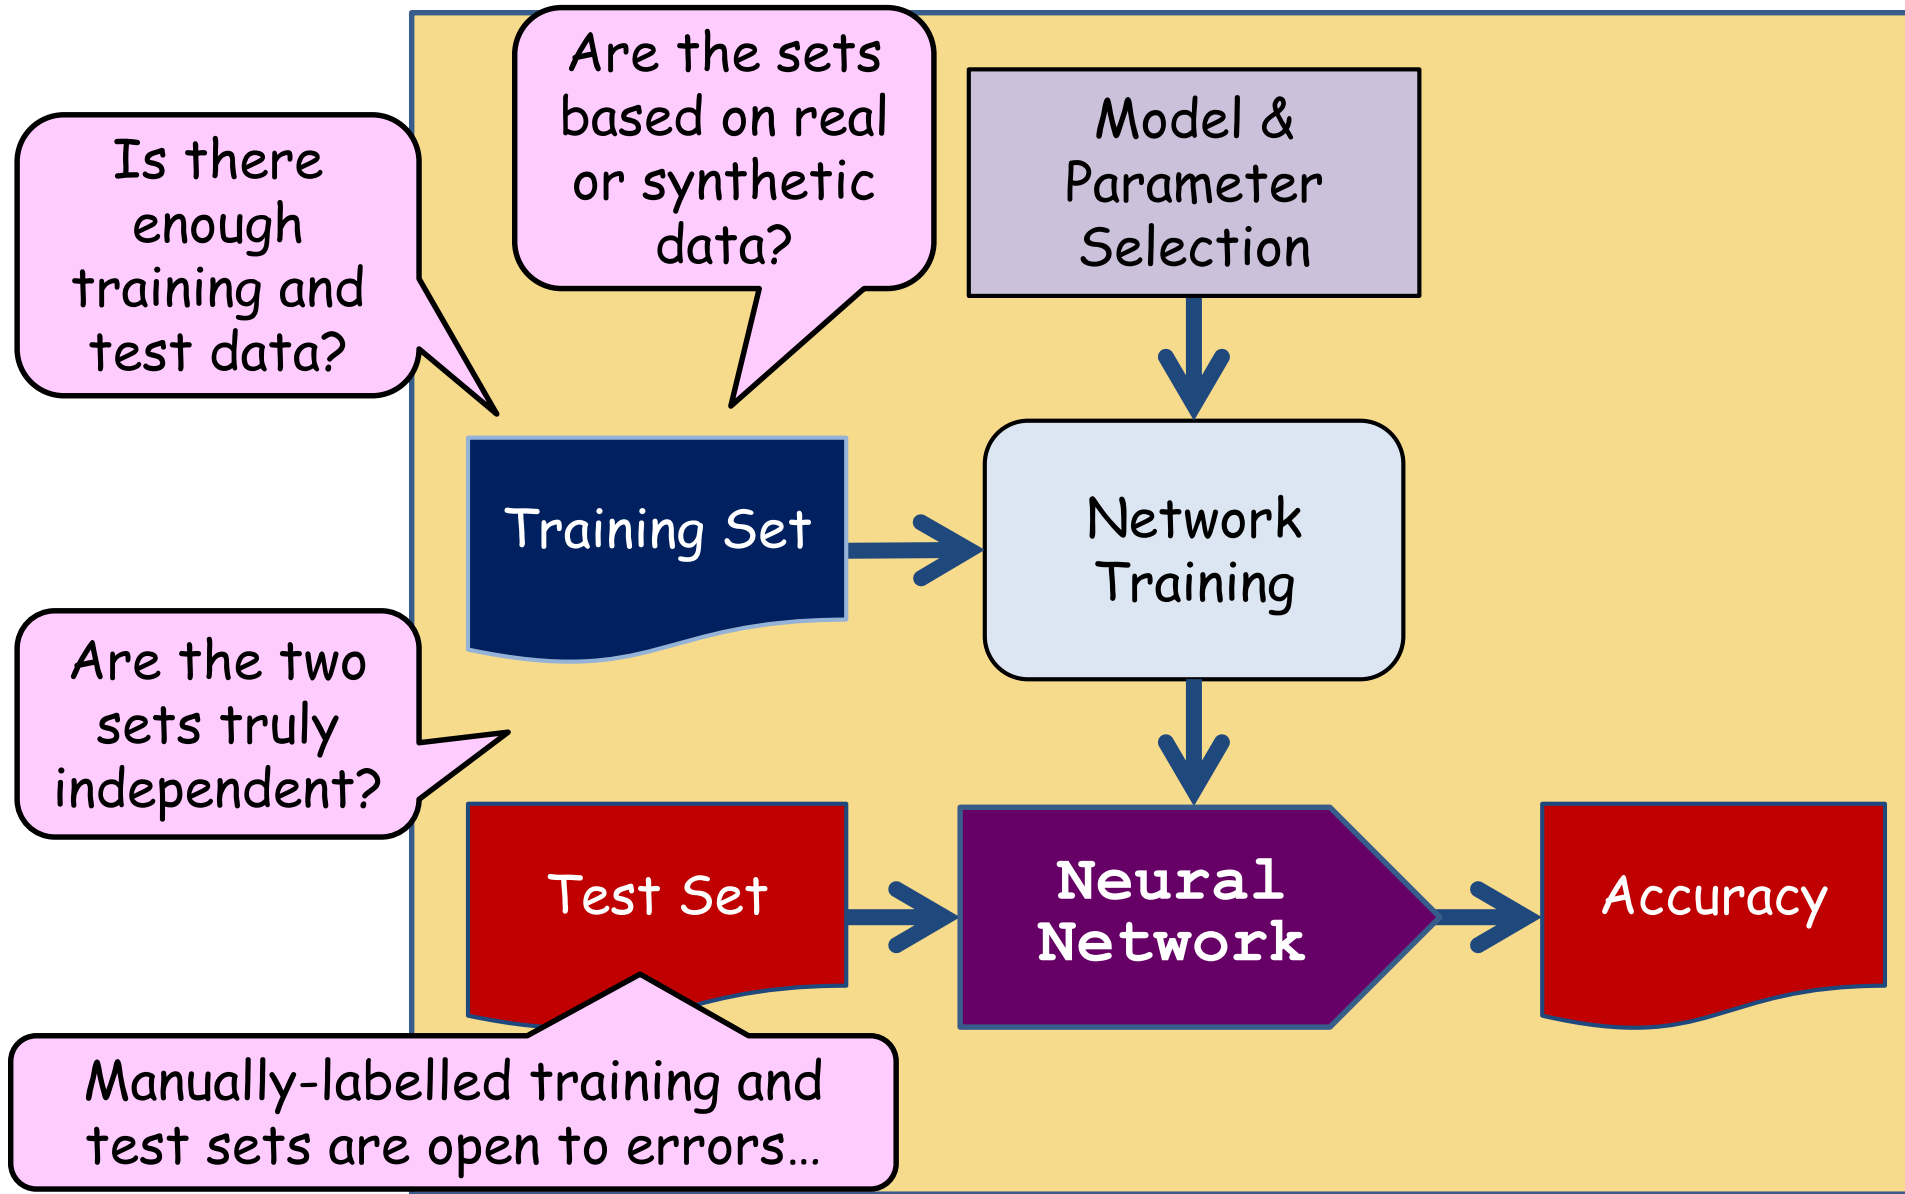 Are the sets
based on real
or synthetic
data?
Is there
enough
training and
test data?
Model &
Parameter
Selection
Training Set
Network
Training
Are the two
sets truly
independent?
Test Set
Neural
Network
Accuracy
Manually-labelled training and
test sets are open to errors…